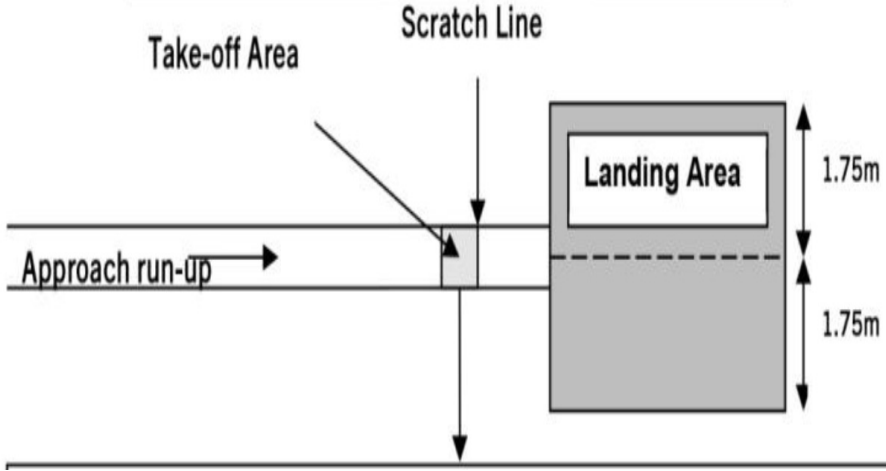 Scratch Line
Take-off Area
Landing Area
1.75m
Approach run-up
1.75m